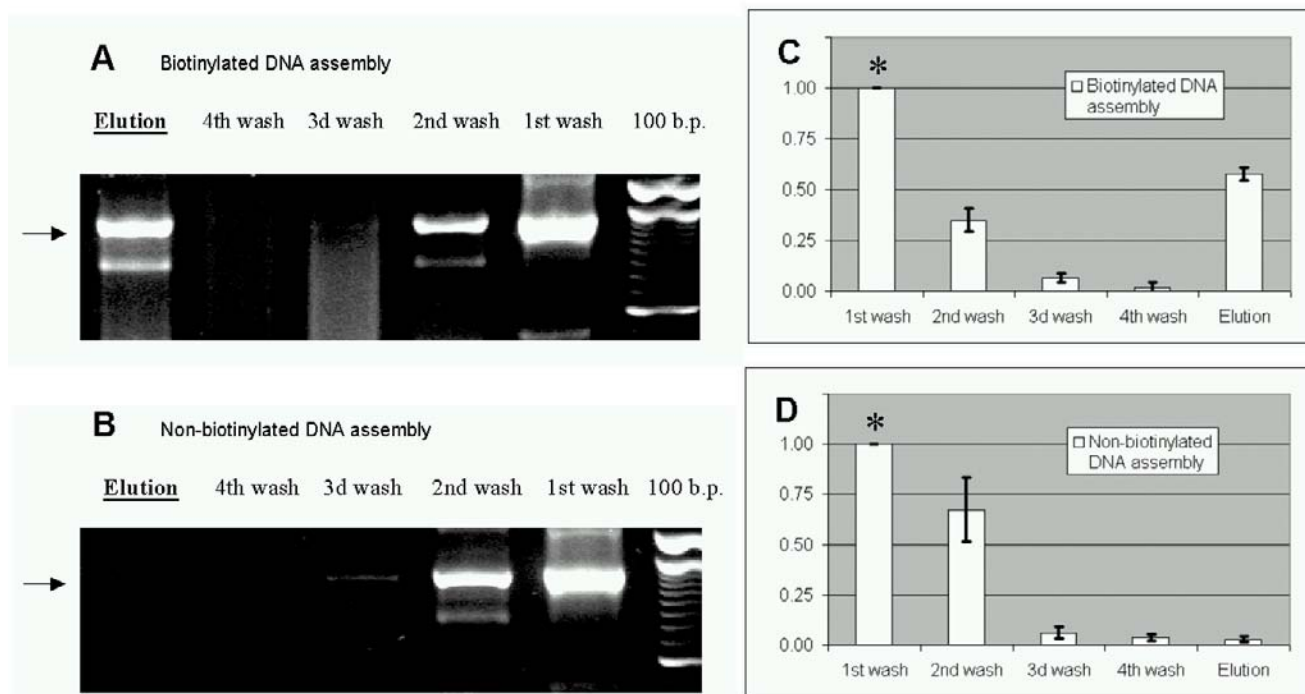 A Biotinylated DNA assembly
Elution 4th wash 3d wash 2nd wash 1st wash 100 b.p.
B Non-biotinylated DNA assembly
Elution 4th wash 3d wash 2nd wash 1st wash 100 b.p.
C
*
Biotinylated DNA
assembly
1.00
0.75
0.50
0.25
0.00
1st wash 2nd wash 3d wash 4th wash Elution
D
*
Non-biotinylated
DNA assembly
1.00
0.75
0.50
0.25
0.00
1st wash 2nd wash 3d wash 4th wash Elution